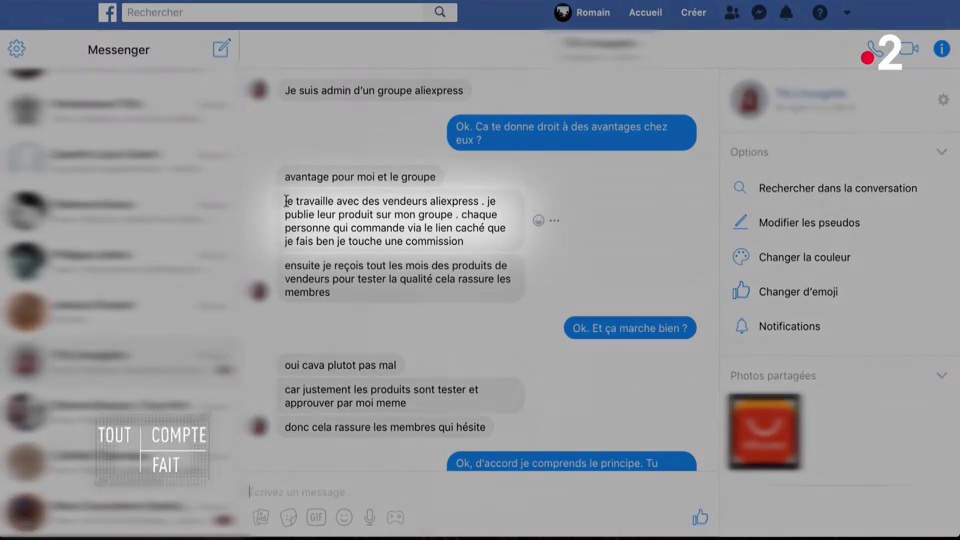 Rechercher
Romain
Accueil
Créer
Messenger
2
Je suis admin d'un groupe aliexpress
Ok. Ca te donne droit à des avantages chez
eux ?
avantage pour moi et le groupe
je travaille avec des vendeurs aliexpress . je
publie leur produit sur mon groupe . chaque
personne qui commande via le lien caché que
je fais ben je touche une commission
ensuite je reçois tout les mois des produits de
vendeurs pour tester la qualité cela rassure les
membres
Ok. Et ça marche bien ?
oui cava plutot pas mal
car justement les produits sont tester et
approuver par moi meme
donc cela rassure les membres qui hésite
Ok, d'accord je comprends le principe. Tu
Écrivez un message...
GIF
Options
Rechercher dans la conversation
Modifier les pseudos
Changer la couleur
Changer d'emoji
Notifications
Photos partagées
TOUT COMPTE
FAIT